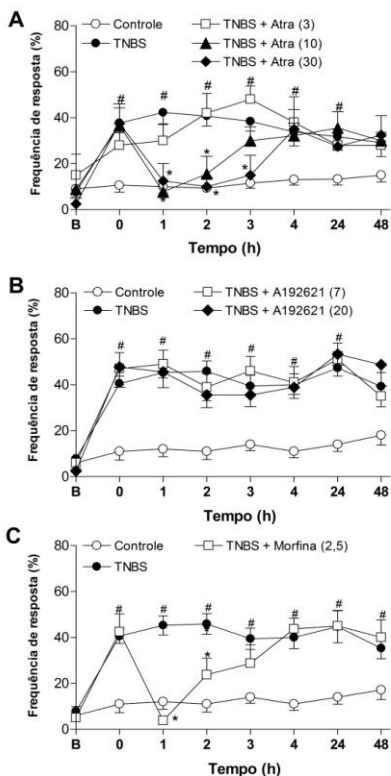 A
Controle
TNBS
TNBS + Atra (3)
TNBS + Atra (10)
TNBS + Atra (30)
Frequência de resposta (%)
80
60
40
20
0
# # # # # #
* * * * *
B 0 1 2 3 4 24 48
Tempo (h)
B
Controle
TNBS
TNBS + A192621 (7)
TNBS + A192621 (20)
Frequência de resposta (%)
80
60
40
20
0
# # # # # #
B 0 1 2 3 4 24 48
Tempo (h)
C
Controle
TNBS
TNBS + Morfina (2,5)
Frequência de resposta (%)
80
60
40
20
0
# # # # # # #
* *
B 0 1 2 3 4 24 48
Tempo (h)